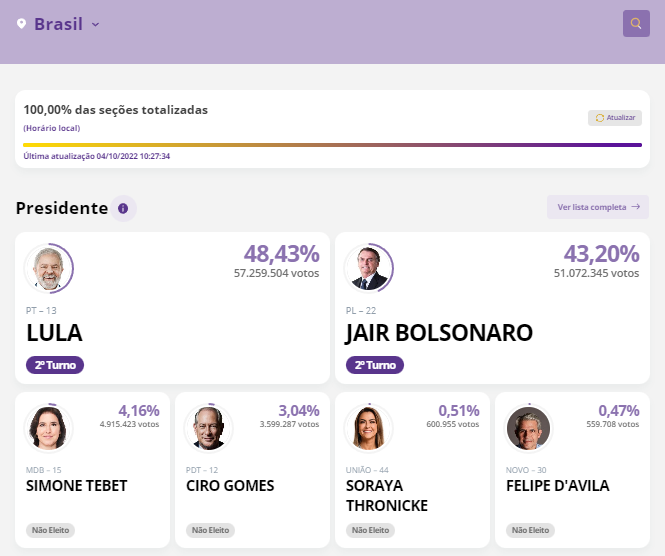 Brasil
100,00% das seções totalizadas
(Horário local)
Atualizar
Última atualização 04/10/2022 10:27:34
Presidente
Ver lista completa
48,43%
57.259.504 votos
PT – 13
LULA
2º Turno
43,20%
51.072.345 votos
PL – 22
JAIR BOLSONARO
2º Turno
4,16%
4.915.423 votos
MDB – 15
SIMONE TEBET
Não Eleito
3,04%
3.599.287 votos
PDT – 12
CIRO GOMES
Não Eleito
0,51%
600.955 votos
UNIÃO – 44
SORAYA
THRONICKE
Não Eleito
0,47%
559.708 votos
NOVO – 30
FELIPE D'AVILA
Não Eleito